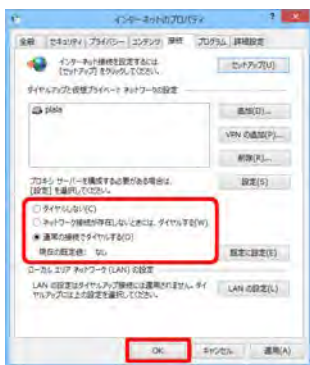 インターネットのプロパティ
全般 セキュリティ プライバシー コンテンツ 接続 プログラム 詳細設定
インターネット接続を設定するには、
[セットアップ] をクリックしてください。
セットアップ(U)
ダイヤルアップと仮想プライベート ネットワークの設定
plala
追加(D)...
VPN の追加(P)...
削除(R)...
プロキシ サーバーを構成する必要がある場合は、
[設定] を選択してください。
設定(S)
ダイヤルしない(C)
ネットワーク接続が存在しないときには、ダイヤルする(W)
通常の接続でダイヤルする(O)
現在の既定値: なし
既定に設定(E)
ローカル エリア ネットワーク (LAN) の設定
LAN の設定はダイヤルアップ接続には適用されません。ダイ
ヤルアップには上の設定を選択してください。
LAN の設定(L)
OK キャンセル 適用(A)